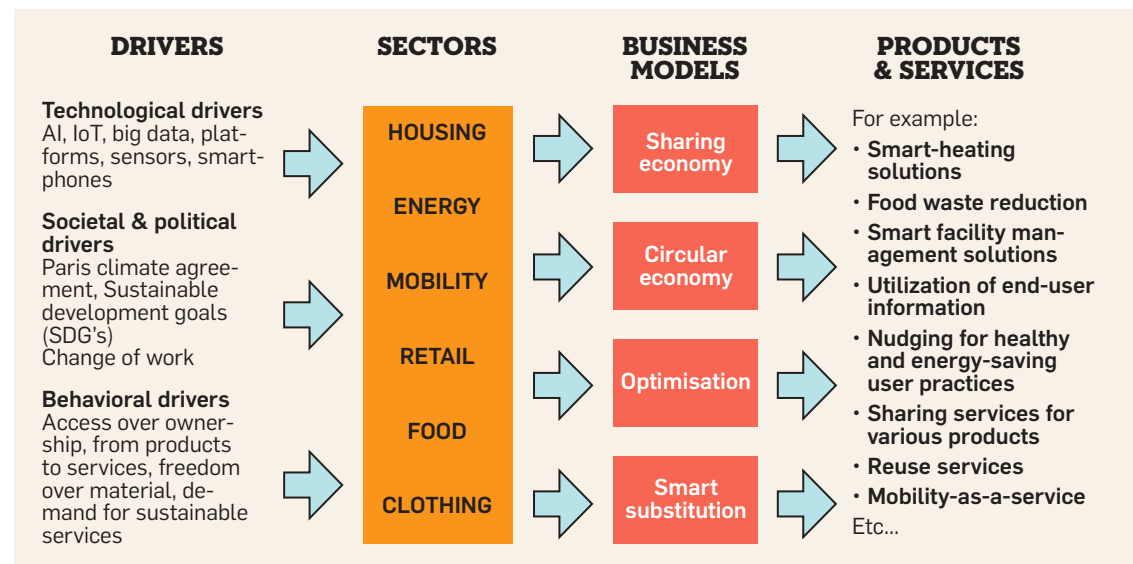 DRIVERS
Technological drivers
AI, IoT, big data, plat-
forms, sensors, smart-
phones
Societal & political
drivers
Paris climate agree-
ment, Sustainable
development goals
(SDG's)
Change of work
Behavioral drivers
Access over owner-
ship, from products
to services, freedom
over material, de-
mand for sustainable
services
SECTORS
HOUSING
ENERGY
MOBILITY
RETAIL
FOOD
CLOTHING
BUSINESS
MODELS
Sharing
economy
Circular
economy
Optimisation
Smart
substitution
PRODUCTS
& SERVICES
For example:
• Smart-heating
solutions
• Food waste reduction
• Smart facility man-
agement solutions
• Utilization of end-user
information
• Nudging for healthy
and energy-saving
user practices
• Sharing services for
various products
• Reuse services
• Mobility-as-a-service
Etc...